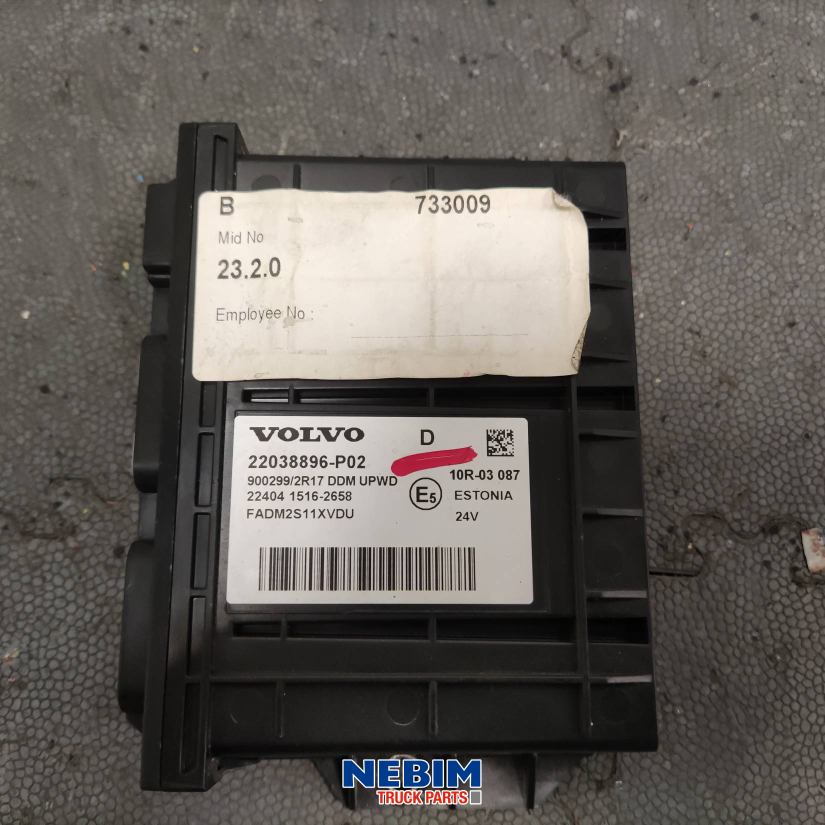 B 733009
Mid No
23.2.0
Employee No :
VOLVO D
22038896-P02
900299/2R17 DDM UPWD
22404 1516-2658
FADM2S11XVDU
E5
10R-03 087
ESTONIA
24V
NEBIM
TRUCK PARTS